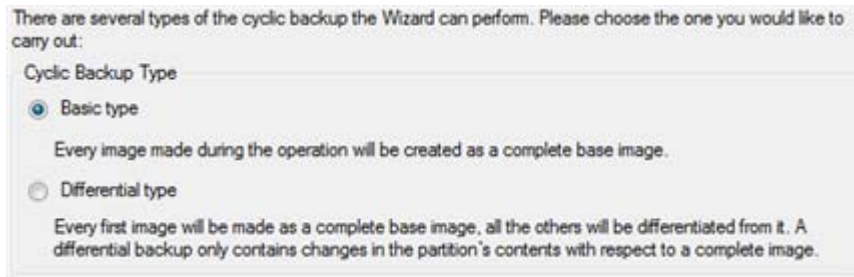 There are several types of the cyclic backup the Wizard can perform. Please choose the one you would like to
carry out:
Cyclic Backup Type
Basic type
Every image made during the operation will be created as a complete base image.
Differential type
Every first image will be made as a complete base image, all the others will be differentiated from it. A
differential backup only contains changes in the partition's contents with respect to a complete image.